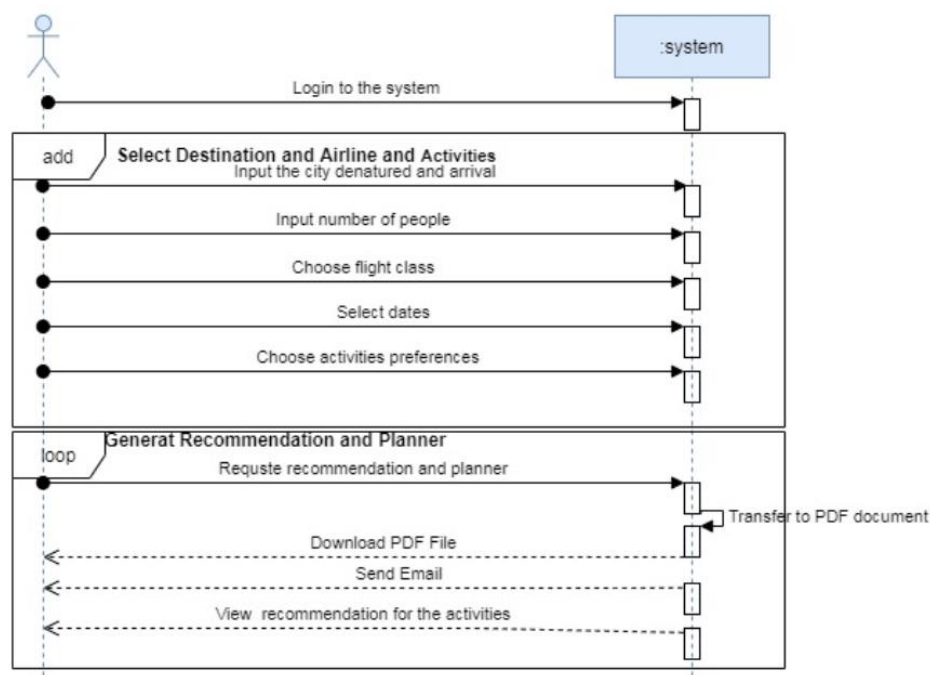 :system
Login to the system
add
Select Destination and Airline and Activities
Input the city denatured and arrival
Input number of people
Choose flight class
Select dates
Choose activities preferences
Generat Recommendation and Planner
loop
Requste recommendation and planner
Transfer to PDF document
Download PDF File
Send Email
View recommendation for the activities